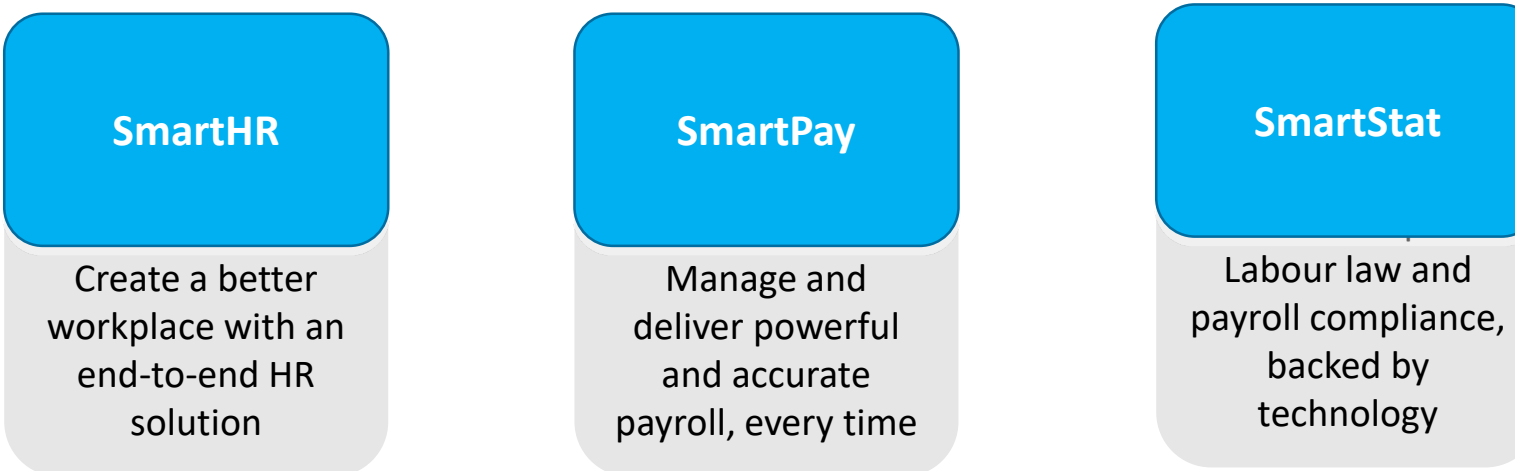 SmartHR
Create a better
workplace with an
end-to-end HR
solution
SmartPay
Manage and
deliver powerful
and accurate
payroll, every time
SmartStat
Labour law and
payroll compliance,
backed by
technology